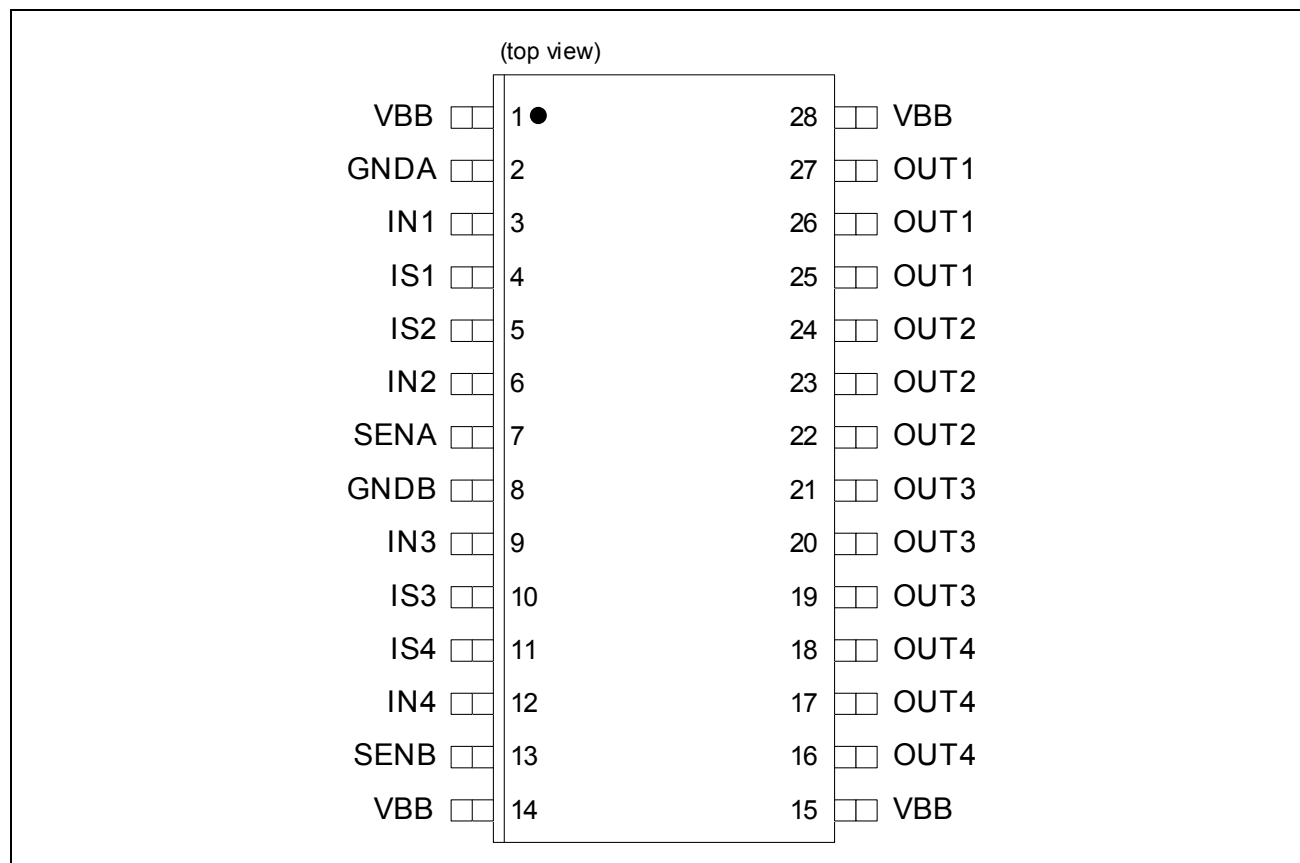 (top view)
VBB 1 28 VBB
GNDA 2 27 OUT1
IN1 3 26 OUT1
IS1 4 25 OUT1
IS2 5 24 OUT2
IN2 6 23 OUT2
SENA 7 22 OUT2
GNDB 8 21 OUT3
IN3 9 20 OUT3
IS3 10 19 OUT3
IS4 11 18 OUT4
IN4 12 17 OUT4
SENB 13 16 OUT4
VBB 14 15 VBB